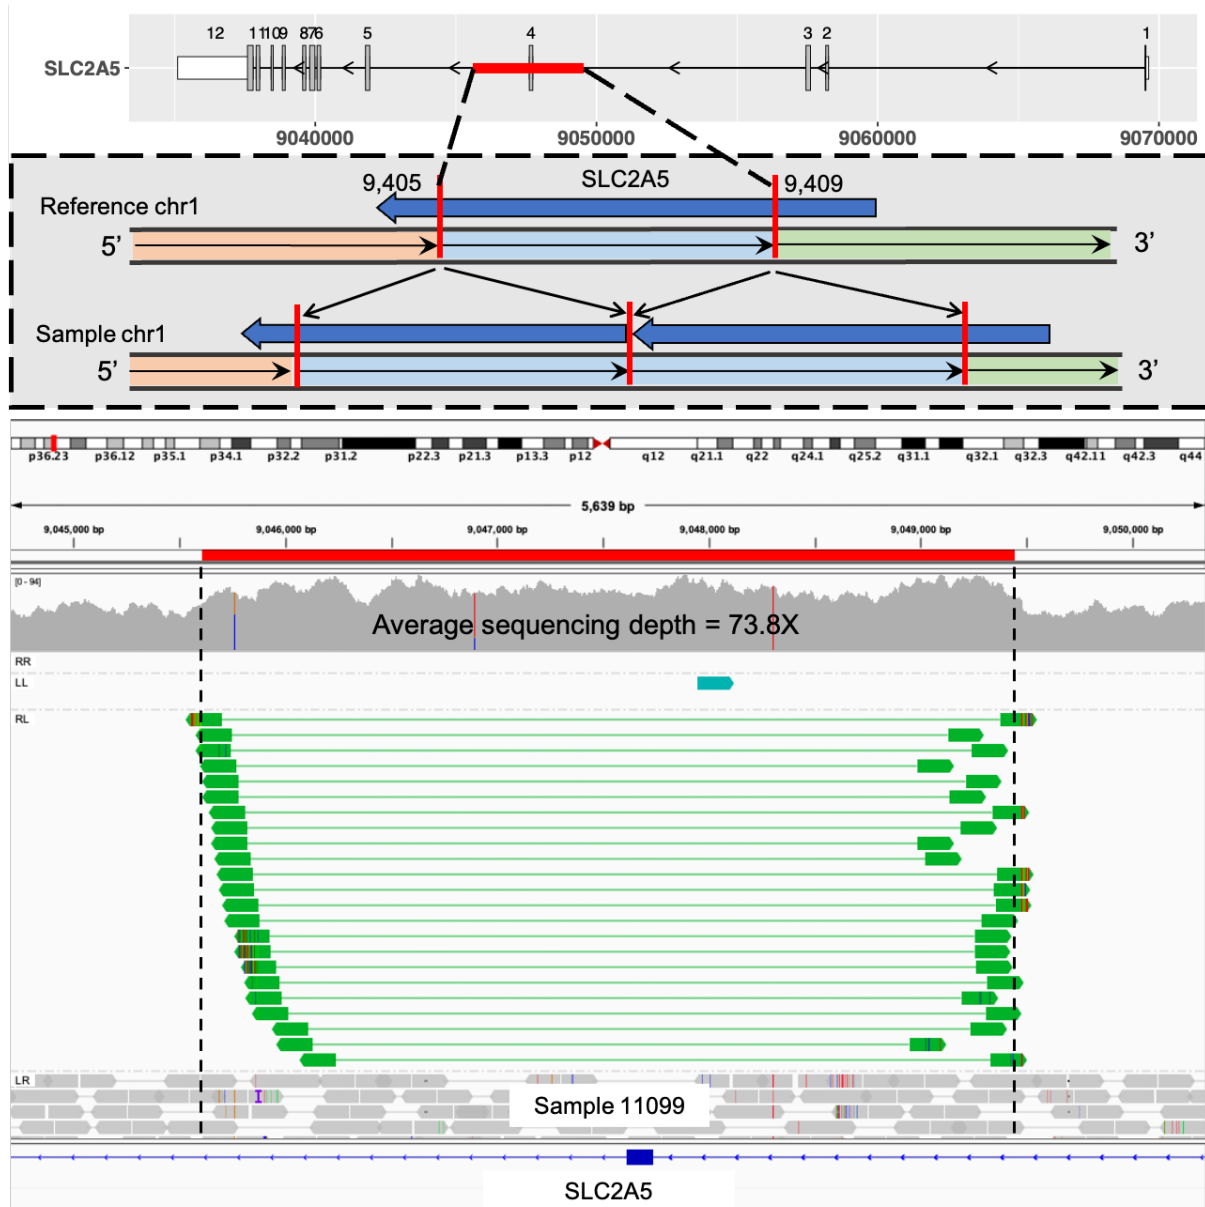 12 11 10 9 8 7 6 5 4 3 2 1
SLC2A5
9040000 9050000 9060000 9070000
9,405 SLC2A5 9,409
Reference chr1
5’ 3’
Sample chr1
5’ 3’
p36.23 p36.12 p35.1 p34.1 p32.2 p31.2 p22.3 p21.3 p13.3 p12 q12 q21.1 q22 q24.1 q25.2 q31.1 q32.1 q32.3 q42.11 q42.3 q44
5,639 bp
9,045,000 bp 9,046,000 bp 9,047,000 bp 9,048,000 bp 9,049,000 bp 9,050,000 bp
[0 - 94]
Average sequencing depth = 73.8X
RR
LL
RL
LR
Sample 11099
SLC2A5